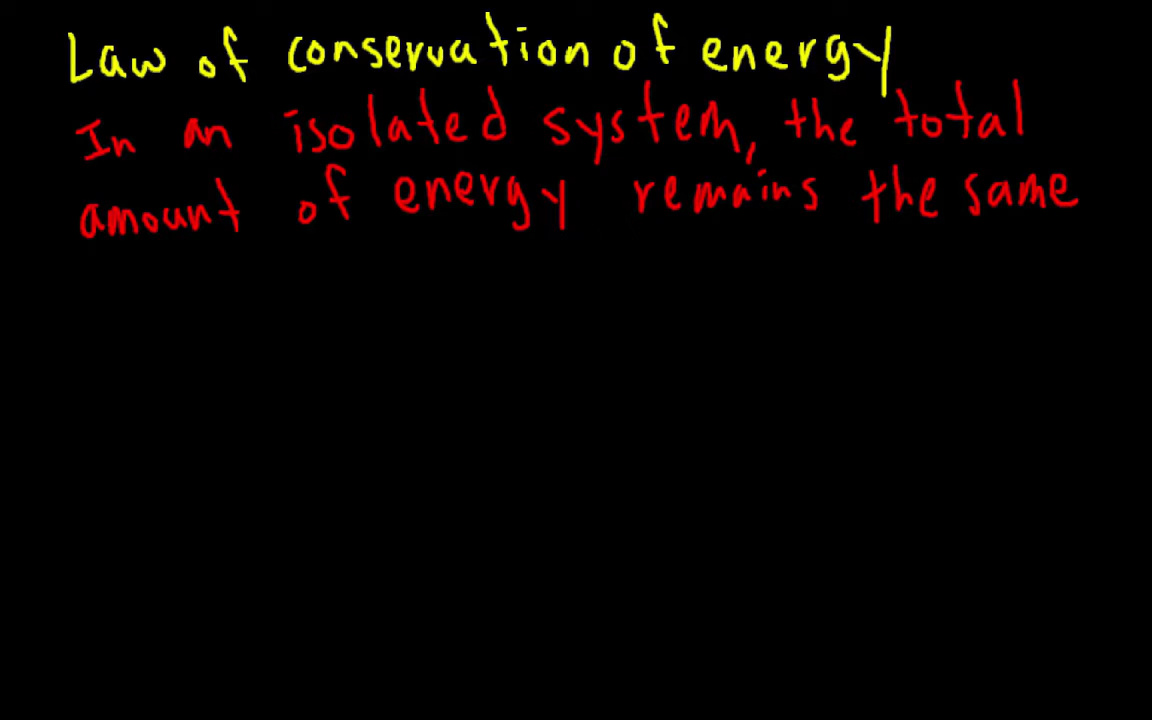 Law of conservation of energy
In an isolated system, the total
amount of energy remains the same